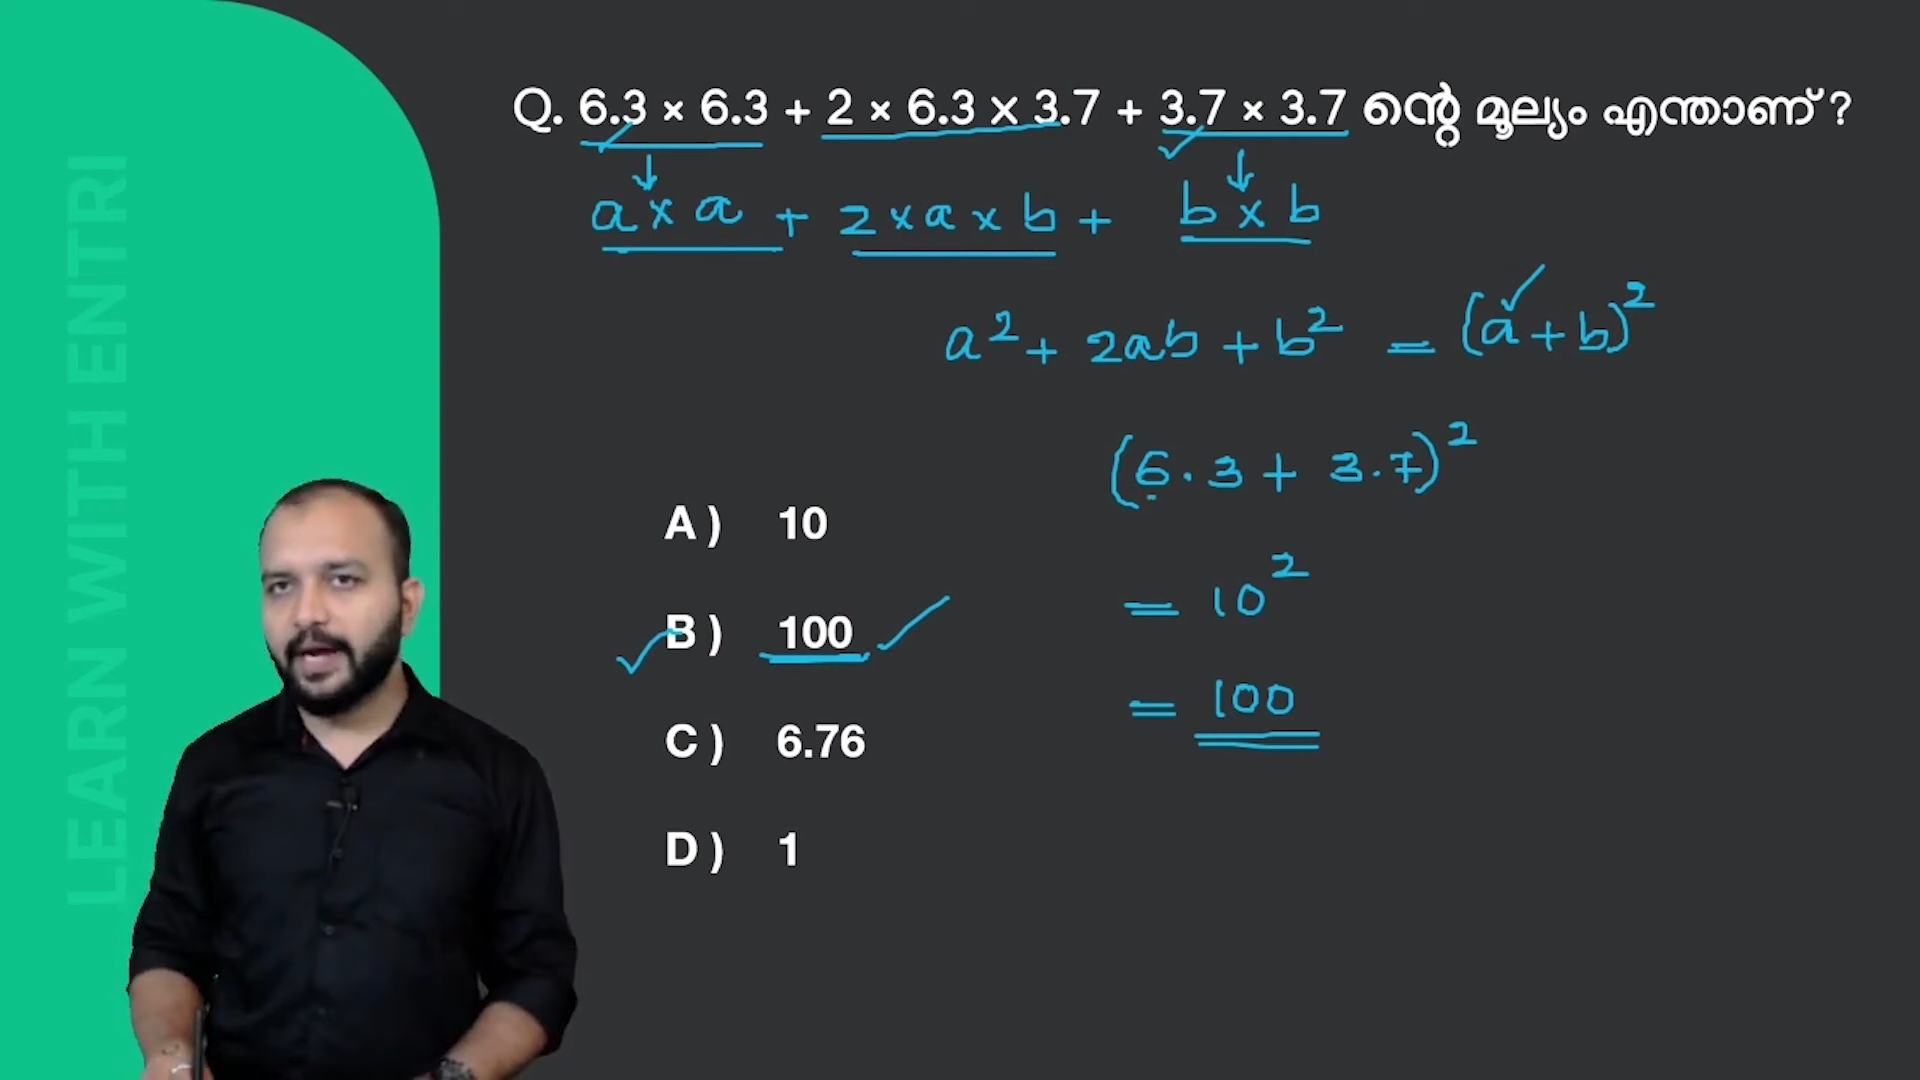 LEARN WITH ENTRI
Q. 6.3 × 6.3 + 2 × 6.3 × 3.7 + 3.7 × 3.7 ന്റെ മൂല്യം എന്താണ് ?
a × a + 2 × a × b + b × b
a² + 2ab + b² = (a + b)²
(6.3 + 3.7)²
= 10²
= 100
A) 10
B) 100
C) 6.76
D) 1